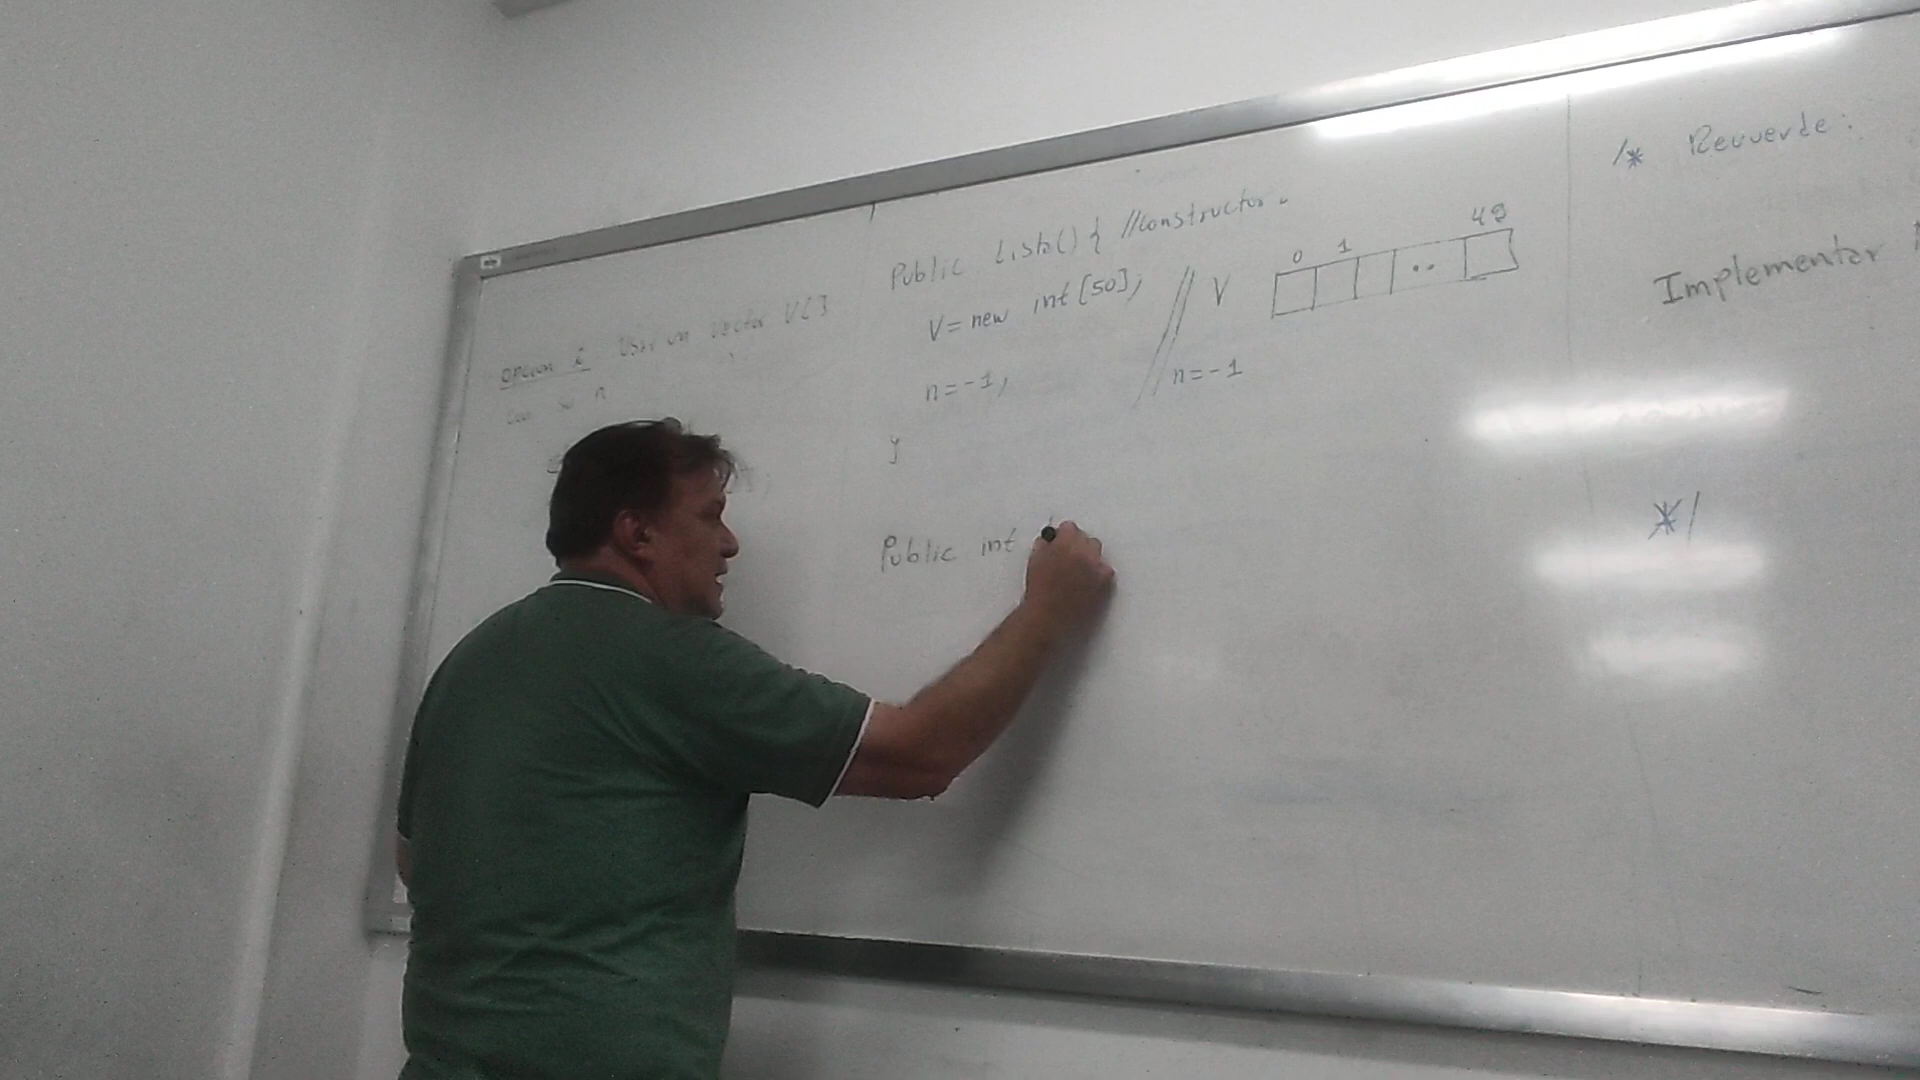 opcion 2 Usar un vector V[]
n
Public Lista() { //constructor.
V = new int [50];
n = -1;
}
Public int
// V
0 1 .. 49
n = -1
/* Recuerde:
Implementar
*/